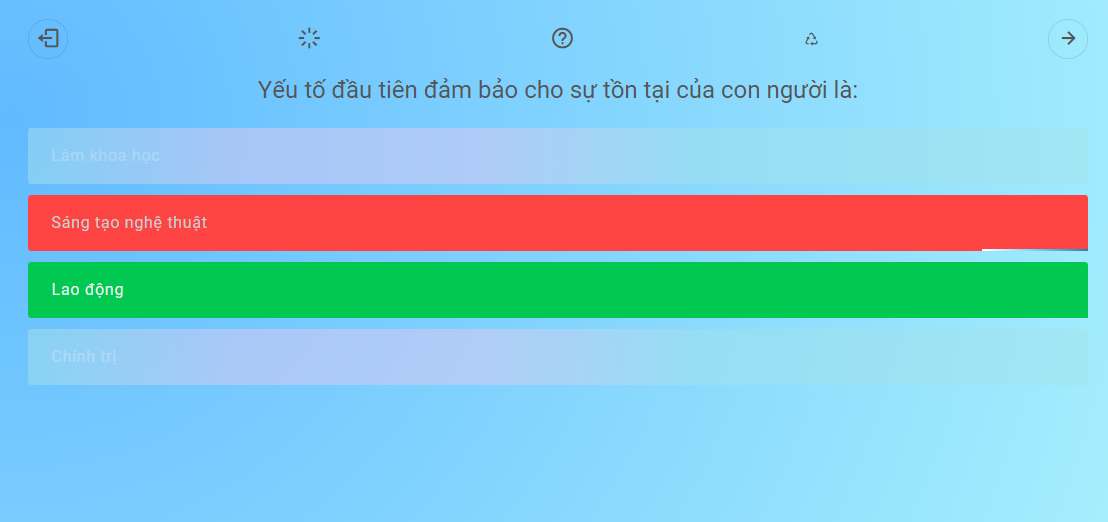 Yếu tố đầu tiên đảm bảo cho sự tồn tại của con người là:
Làm khoa học
Sáng tạo nghệ thuật
Lao động
Chính trị